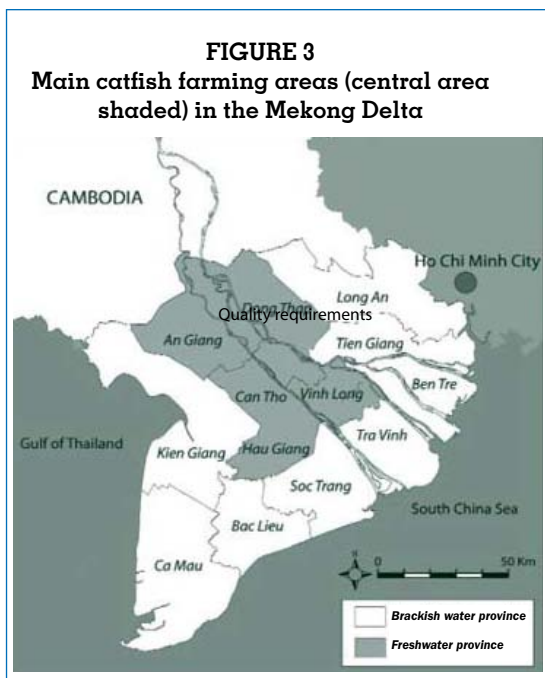 FIGURE 3
Main catfish farming areas (central area
shaded) in the Mekong Delta
CAMBODIA
Ho Chi Minh City
Long An
Dong Thap
Quality requirements
Tien Giang
An Giang
Ben Tre
Can Tho
Vinh Long
Tra Vinh
Gulf of Thailand
Kien Giang
Hau Giang
Soc Trang
South China Sea
Bac Lieu
Ca Mau
N
0
50 Km
Brackish water province
Freshwater province